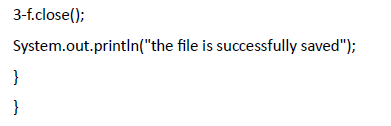 3-f.close();
System.out.println("the file is successfully saved");
}
}